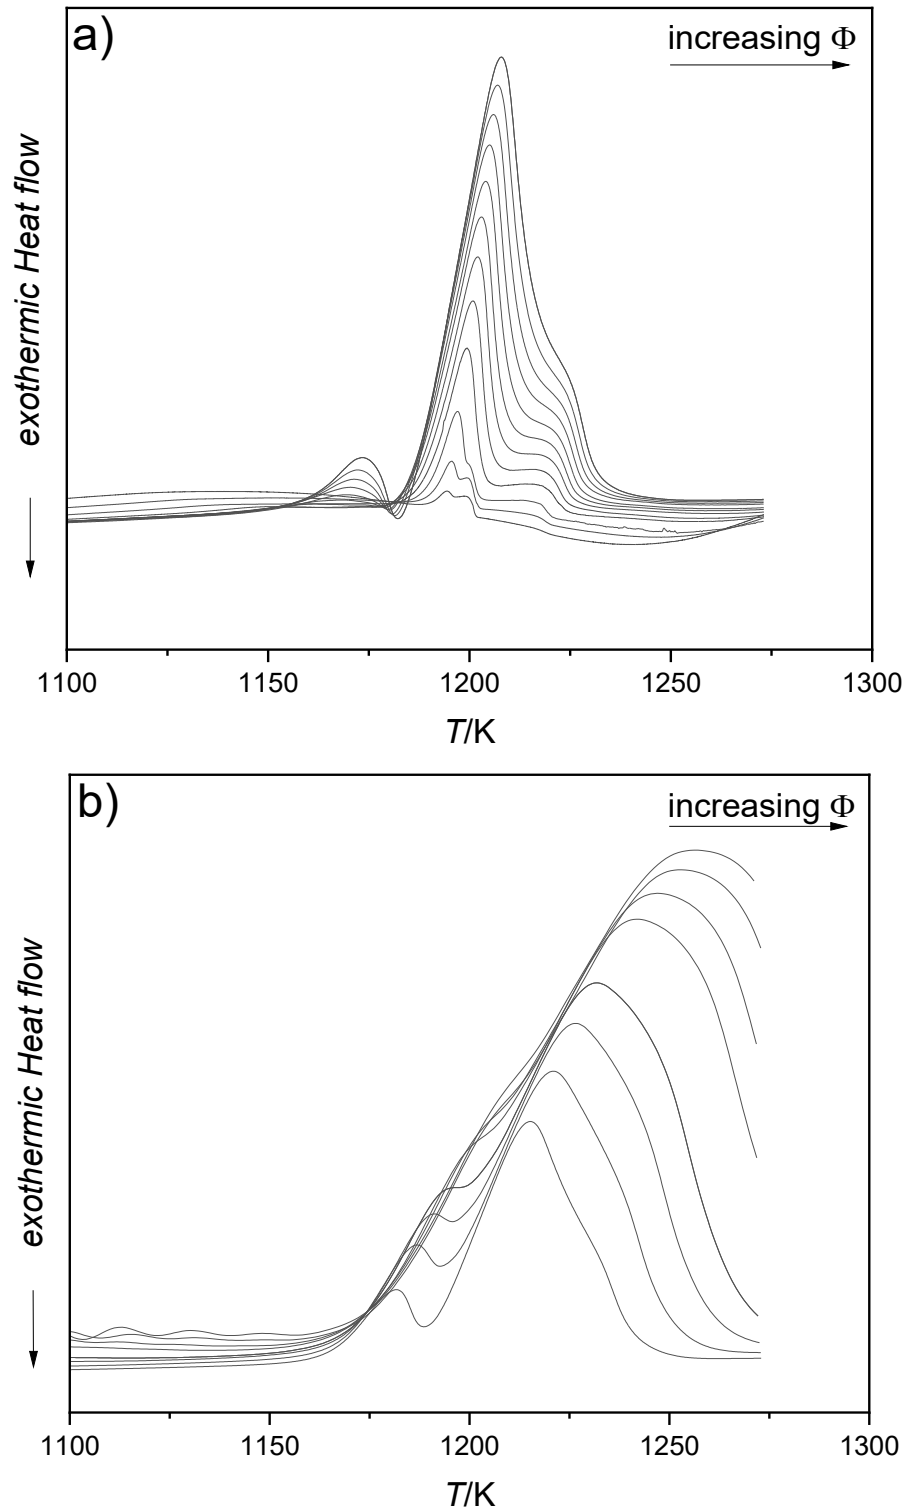 a)
increasing Φ
exothermic Heat flow
1100 1150 1200 1250 1300
T/K
b)
increasing Φ
exothermic Heat flow
1100 1150 1200 1250 1300
T/K